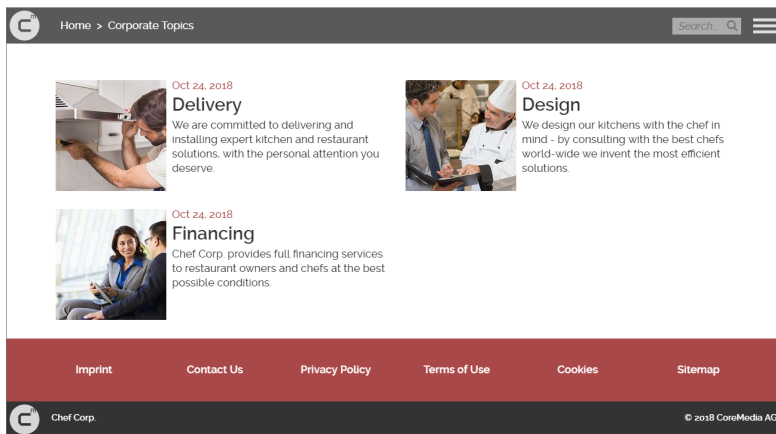 Cm
Home > Corporate Topics
Search...
Oct 24, 2018
Delivery
We are committed to delivering and
installing expert kitchen and restaurant
solutions, with the personal attention you
deserve.
Oct 24, 2018
Design
We design our kitchens with the chef in
mind - by consulting with the best chefs
world-wide we invent the most efficient
solutions.
Oct 24, 2018
Financing
Chef Corp. provides full financing services
to restaurant owners and chefs at the best
possible conditions.
Imprint
Contact Us
Privacy Policy
Terms of Use
Cookies
Sitemap
Cm
Chef Corp.
© 2018 CoreMedia AG